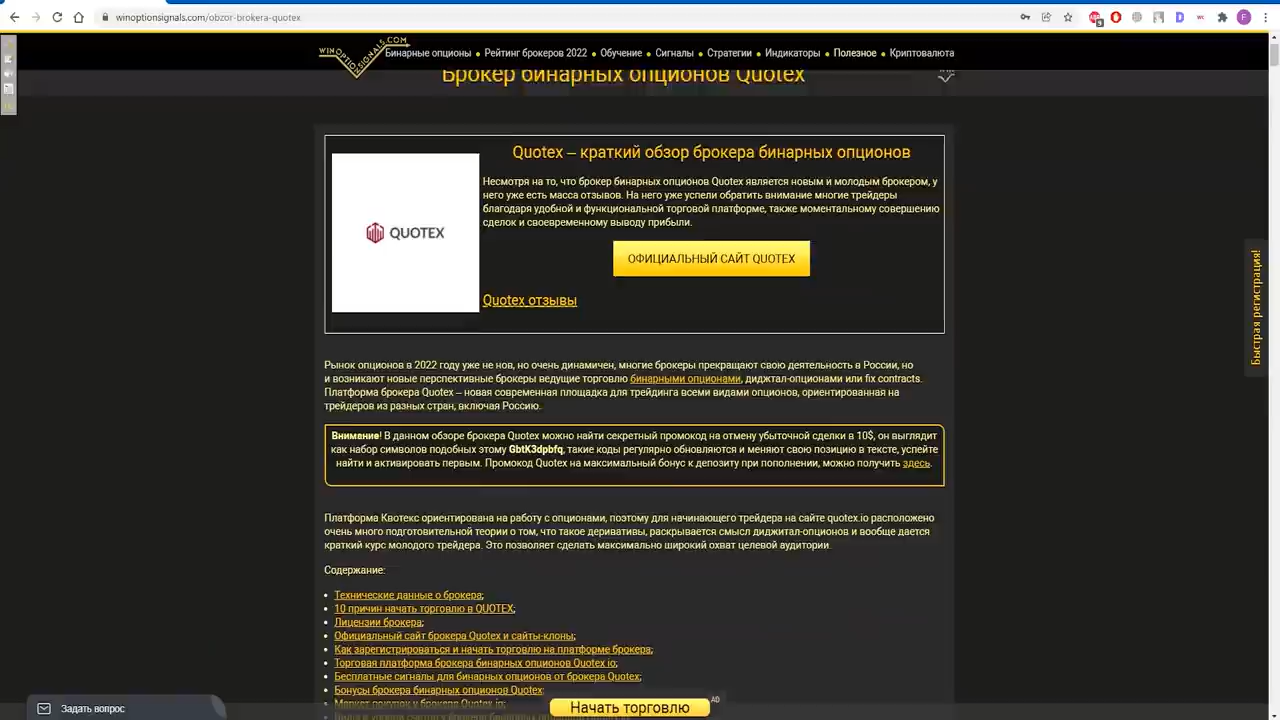 winoptionsignals.com/obzor-brokera-quotex
WINOPTIONSIGNALS.COM
Бинарные опционы • Рейтинг брокеров 2022 • Обучение • Сигналы • Стратегии • Индикаторы • Полезное • Криптовалюта
Брокер бинарных опционов Quotex
Quotex – краткий обзор брокера бинарных опционов
QUOTEX
Несмотря на то, что брокер бинарных опционов Quotex является новым и молодым брокером, у
него уже есть масса отзывов. На него уже успели обратить внимание многие трейдеры
благодаря удобной и функциональной торговой платформе, также моментальному совершению
сделок и своевременному выводу прибыли.
ОФИЦИАЛЬНЫЙ САЙТ QUOTEX
Quotex отзывы
Быстрая регистрация!
Рынок опционов в 2022 году уже не нов, но очень динамичен, многие брокеры прекращают свою деятельность в России, но
и возникают новые перспективные брокеры ведущие торговлю бинарными опционами, диджтал-опционами или fix contracts.
Платформа брокера Quotex – новая современная площадка для трейдинга всеми видами опционов, ориентированная на
трейдеров из разных стран, включая Россию.
Внимание! В данном обзоре брокера Quotex можно найти секретный промокод на отмену убыточной сделки в 10$, он выглядит
как набор символов подобных этому GbtK3dpbfq, такие коды регулярно обновляются и меняют свою позицию в тексте, успейте
найти и активировать первым. Промокод Quotex на максимальный бонус к депозиту при пополнении, можно получить здесь.
Платформа Квотекс ориентирована на работу с опционами, поэтому для начинающего трейдера на сайте quotex.io расположено
очень много подготовительной теории о том, что такое деривативы, раскрывается смысл диджитал-опционов и вообще дается
краткий курс молодого трейдера. Это позволяет сделать максимально широкий охват целевой аудитории.
Содержание:
• Технические данные о брокера;
• 10 причин начать торговлю в QUOTEX;
• Лицензии брокера;
• Официальный сайт брокера Quotex и сайты-клоны;
• Как зарегистрироваться и начать торговлю на платформе брокера;
• Торговая платформа брокера бинарных опционов Quotex io;
• Бесплатные сигналы для бинарных опционов от брокера Quotex;
• Бонусы брокера бинарных опционов Quotex;
• Маркет покупок у брокера Quotex io;
Задать вопрос
Начать торговлю
AD